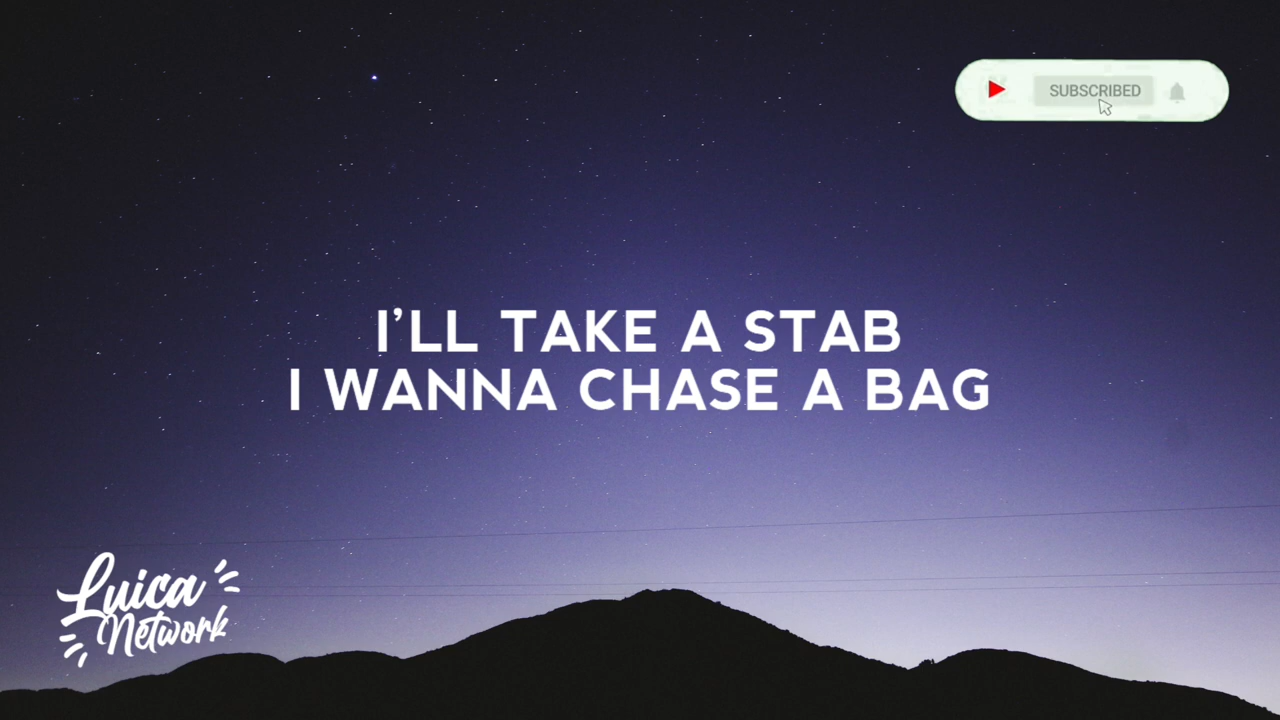 SUBSCRIBED
I'LL TAKE A STAB
I WANNA CHASE A BAG
Luica
Network